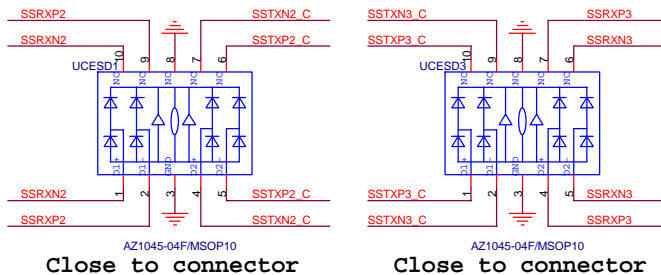 SSRXP2 SSTXN2_C SSTXN3_C SSRXP3
SSRXN2 SSTXP2_C SSTXP3_C SSRXN3
10 9 8 7 6 10 9 8 7 6
UCESD1 UCESD3
NC NC NC NC NC NC
D1+ D1- GND D2+ D2- D1+ D1- GND D2+ D2-
SSRXN2 SSTXP2_C SSTXP3_C SSRXN3
1 2 3 4 5 1 2 3 4 5
SSRXP2 SSTXN2_C SSTXN3_C SSRXP3
AZ1045-04F/MSOP10 AZ1045-04F/MSOP10
Close to connector Close to connector